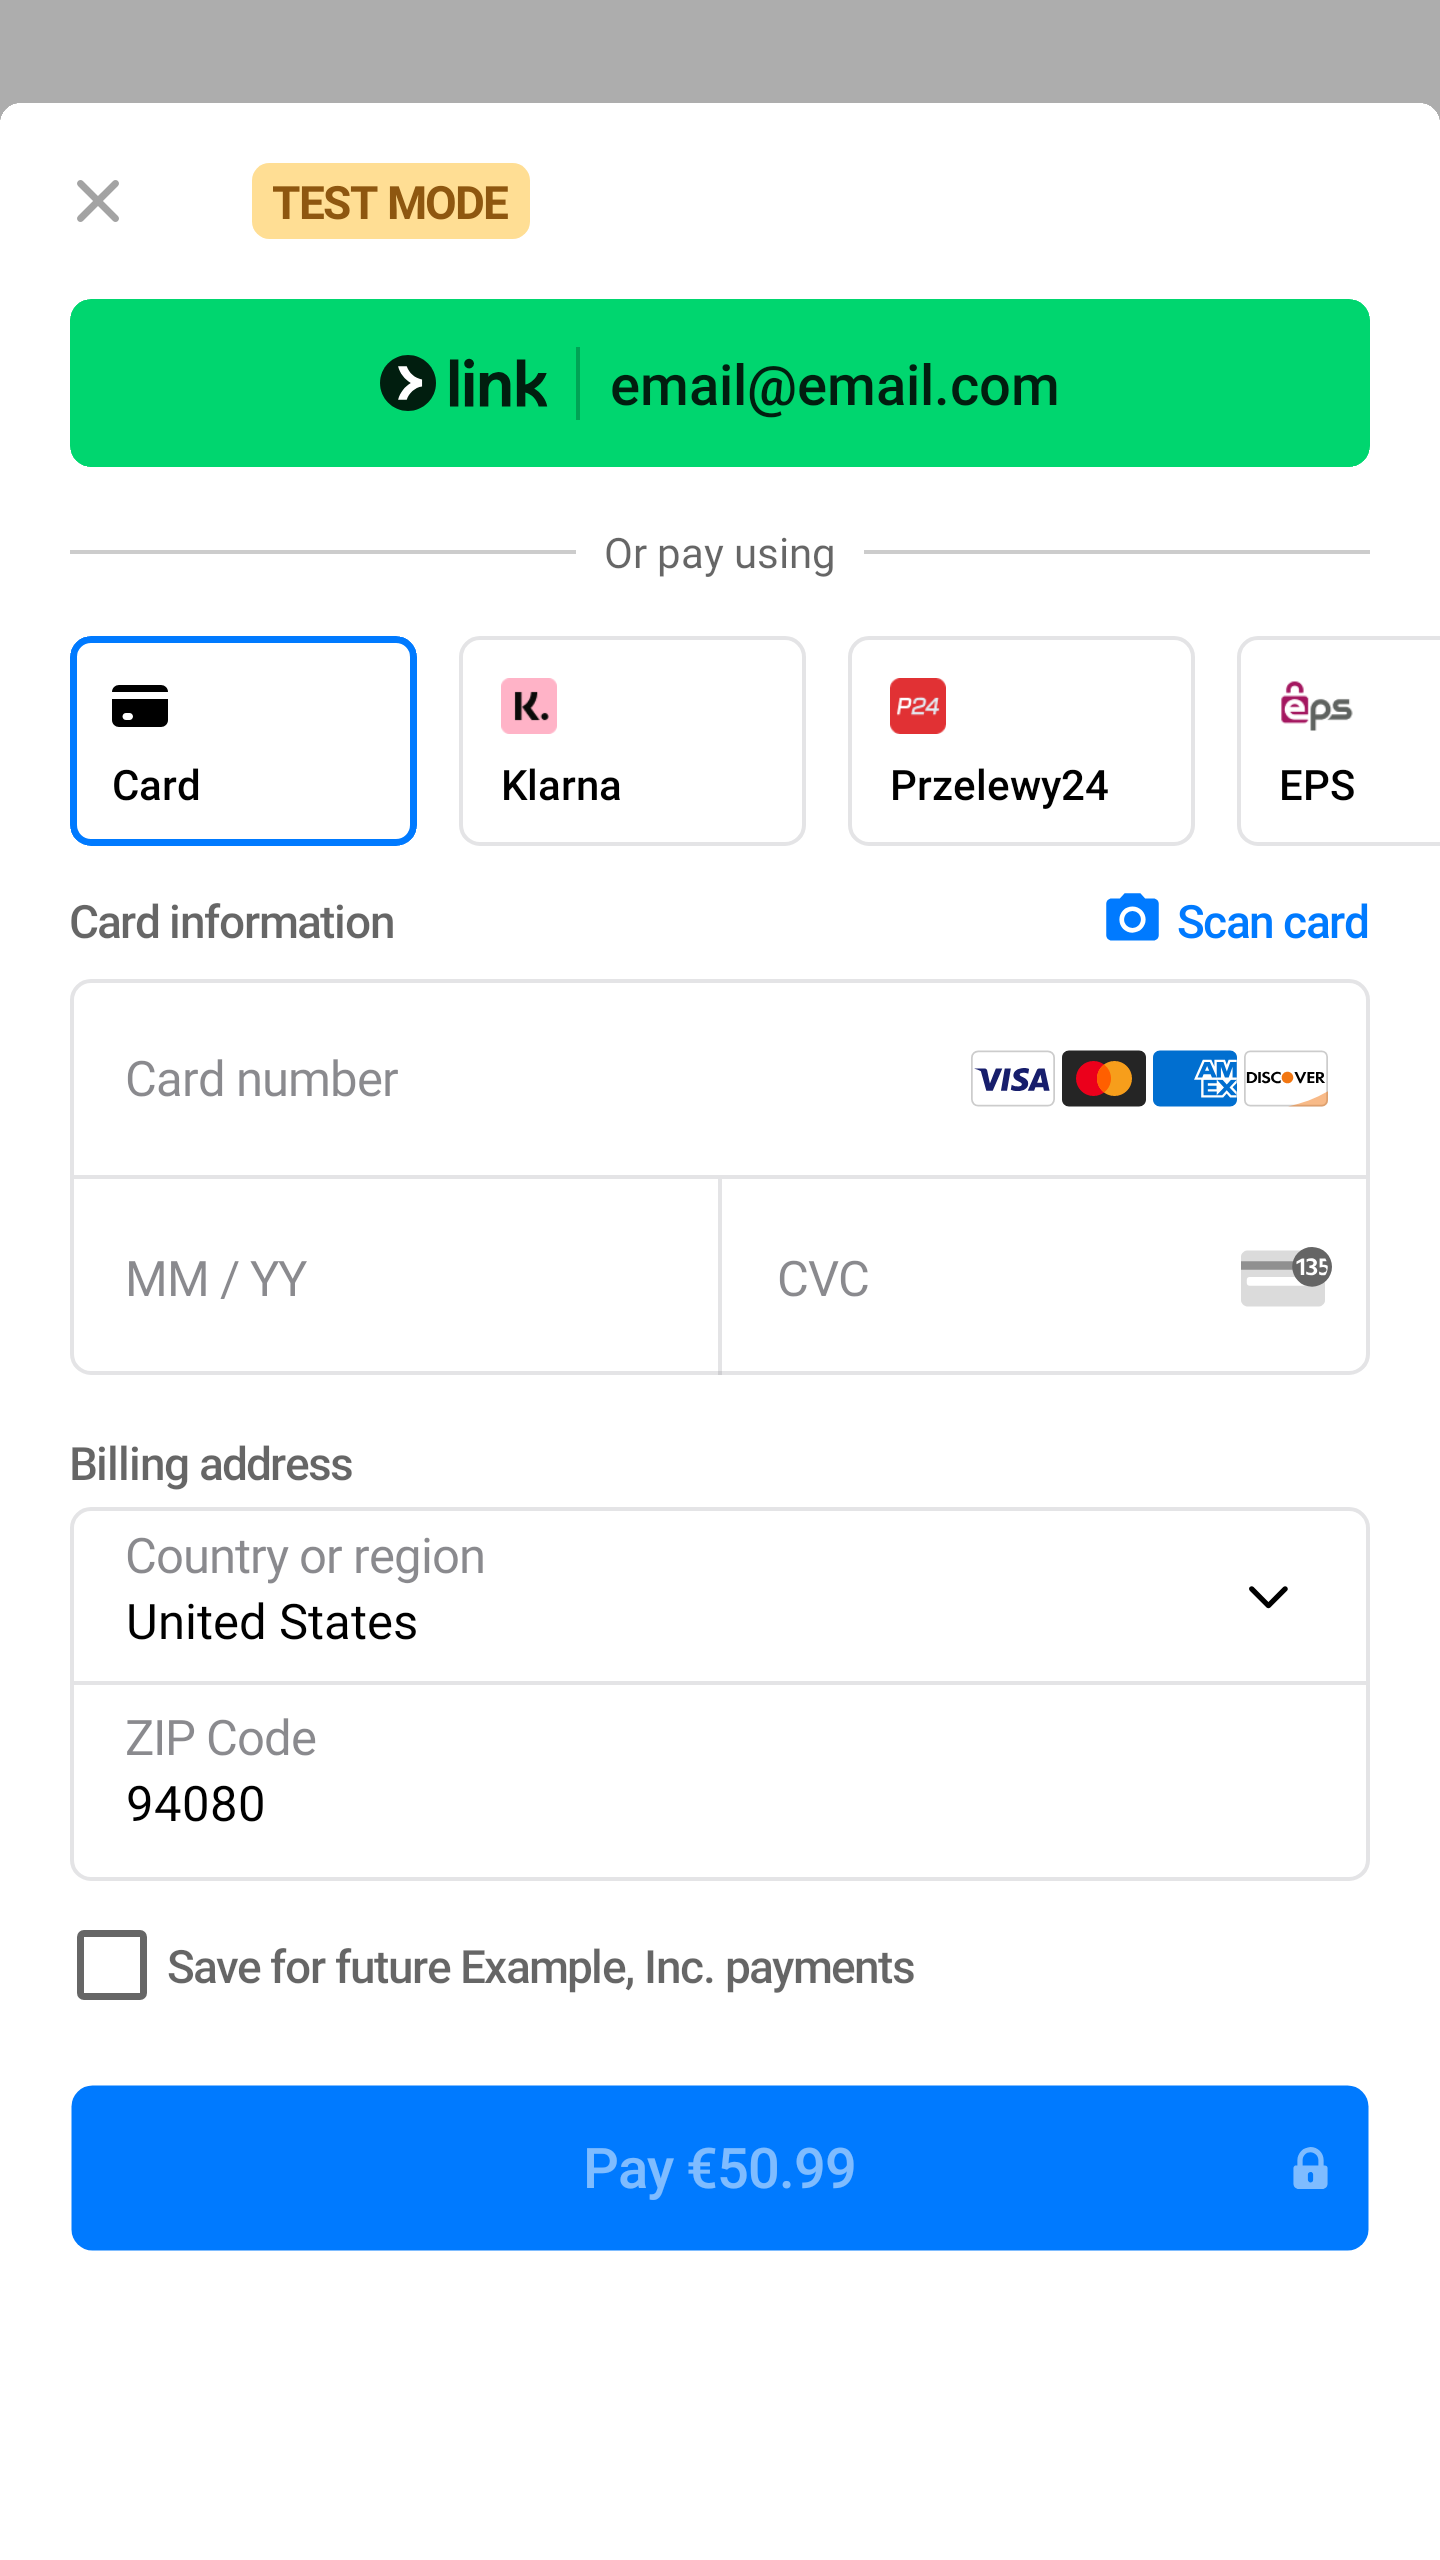 TEST MODE
link | email@email.com
Or pay using
K.
P24
eps
Card
Klarna
Przelewy24
EPS
Card information
Scan card
Card number
VISA
AM
EX
DISCOVER
MM / YY
CVC
135
Billing address
Country or region
United States
ZIP Code
94080
Save for future Example, Inc. payments
Pay €50.99